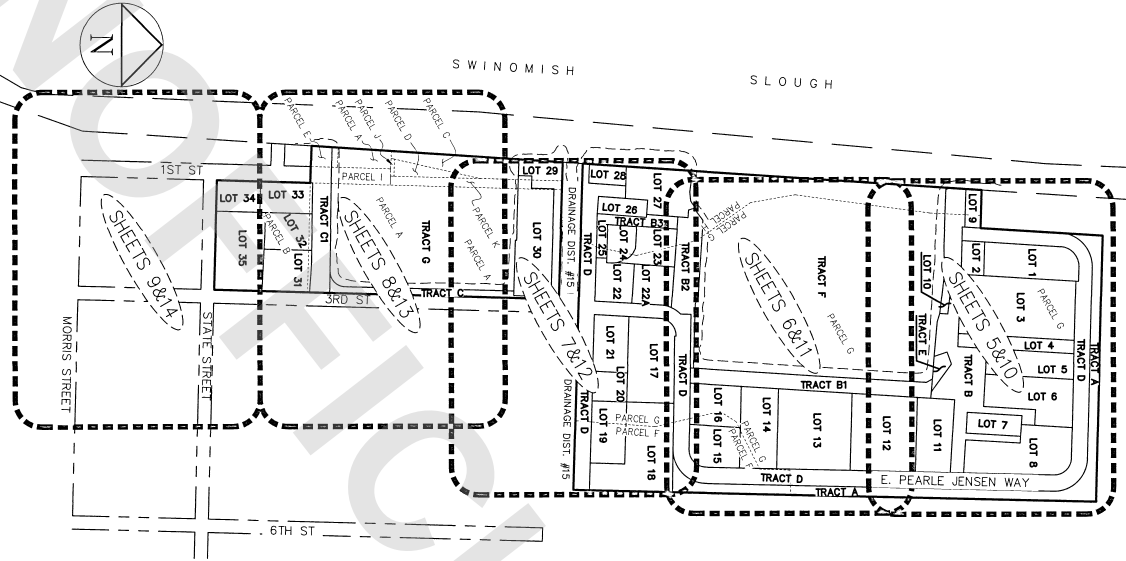 N
SWINOMISH
SLOUGH
PARCEL E
PARCEL A
PARCEL J
PARCEL D
PARCEL C
1ST ST
PARCEL I
LOT 29
LOT 28
LOT 27
LOT 34
LOT 33
LOT 32
PARCEL B
LOT 35
LOT 31
TRACT C1
PARCEL A
TRACT G
PARCEL K
PARCEL A
LOT 30
DRAINAGE DIST. #15
TRACT D
LOT 26
TRACT B3
LOT 25
LOT 24
LOT 23
LOT 22
LOT 22A
TRACT B2
PARCEL F
PARCEL G
SHEETS 9&14
SHEETS 8&13
SHEETS 7&12
SHEETS 6&11
SHEETS 5&10
TRACT F
PARCEL G
LOT 9
LOT 10
LOT 2
LOT 1
LOT 3
PARCEL G
LOT 4
LOT 5
LOT 6
TRACT A
TRACT D
TRACT E
TRACT B
3RD ST
TRACT C
MORRIS STREET
STATE STREET
LOT 21
LOT 20
LOT 17
TRACT D
TRACT B1
DRAINAGE DIST. #15
TRACT D
LOT 19
PARCEL G
PARCEL F
LOT 18
LOT 16
LOT 15
LOT 14
PARCEL G
PARCEL F
LOT 13
LOT 12
LOT 11
LOT 7
LOT 8
TRACT D
E. PEARLE JENSEN WAY
TRACT A
6TH ST